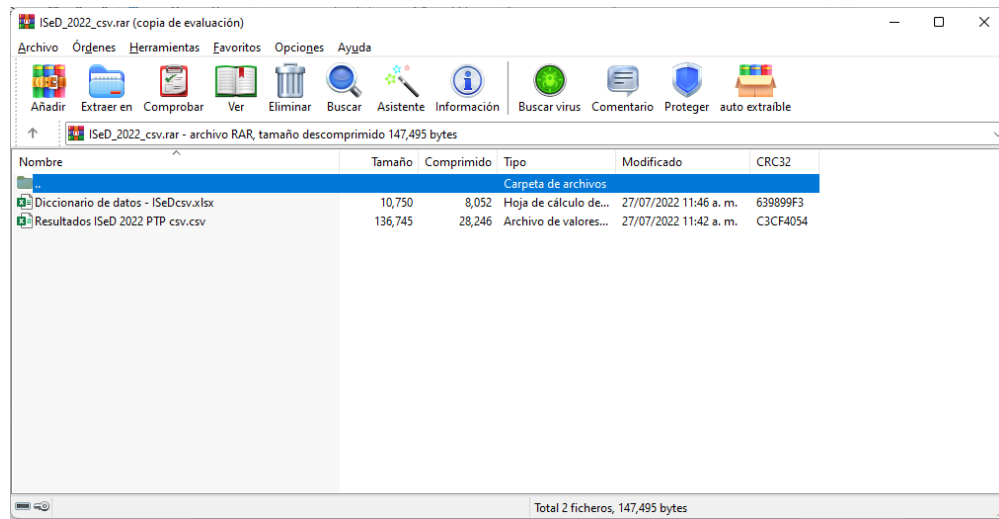 ISeD_2022_csv.rar (copia de evaluación)
Archivo Órdenes Herramientas Favoritos Opciones Ayuda
Añadir Extraer en Comprobar Ver Eliminar Buscar Asistente Información Buscar virus Comentario Proteger auto extraíble
ISeD_2022_csv.rar - archivo RAR, tamaño descomprimido 147,495 bytes
Nombre Tamaño Comprimido Tipo Modificado CRC32
.. Carpeta de archivos
Diccionario de datos - ISeDcsv.xlsx 10,750 8,052 Hoja de cálculo de... 27/07/2022 11:46 a. m. 639899F3
Resultados ISeD 2022 PTP csv.csv 136,745 28,246 Archivo de valores... 27/07/2022 11:42 a. m. C3CF4054
Total 2 ficheros, 147,495 bytes